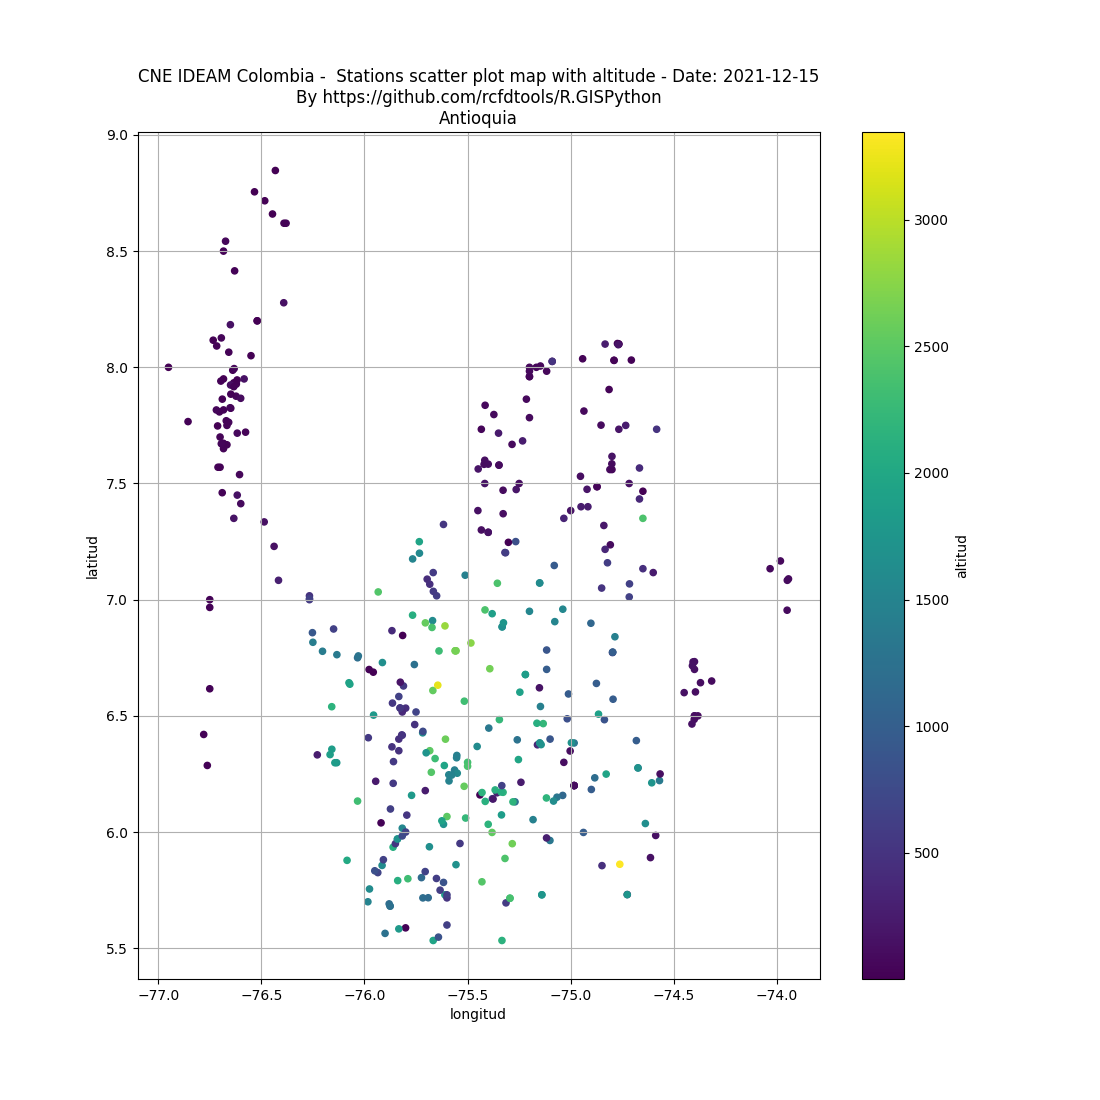 CNE IDEAM Colombia -  Stations scatter plot map with altitude - Date: 2021-12-15
By https://github.com/rcfdtools/R.GISPython
Antioquia
9.0
8.5
8.0
7.5
7.0
6.5
6.0
5.5
latitud
−77.0 −76.5 −76.0 −75.5 −75.0 −74.5 −74.0
longitud
3000
2500
2000
1500
1000
500
altitud